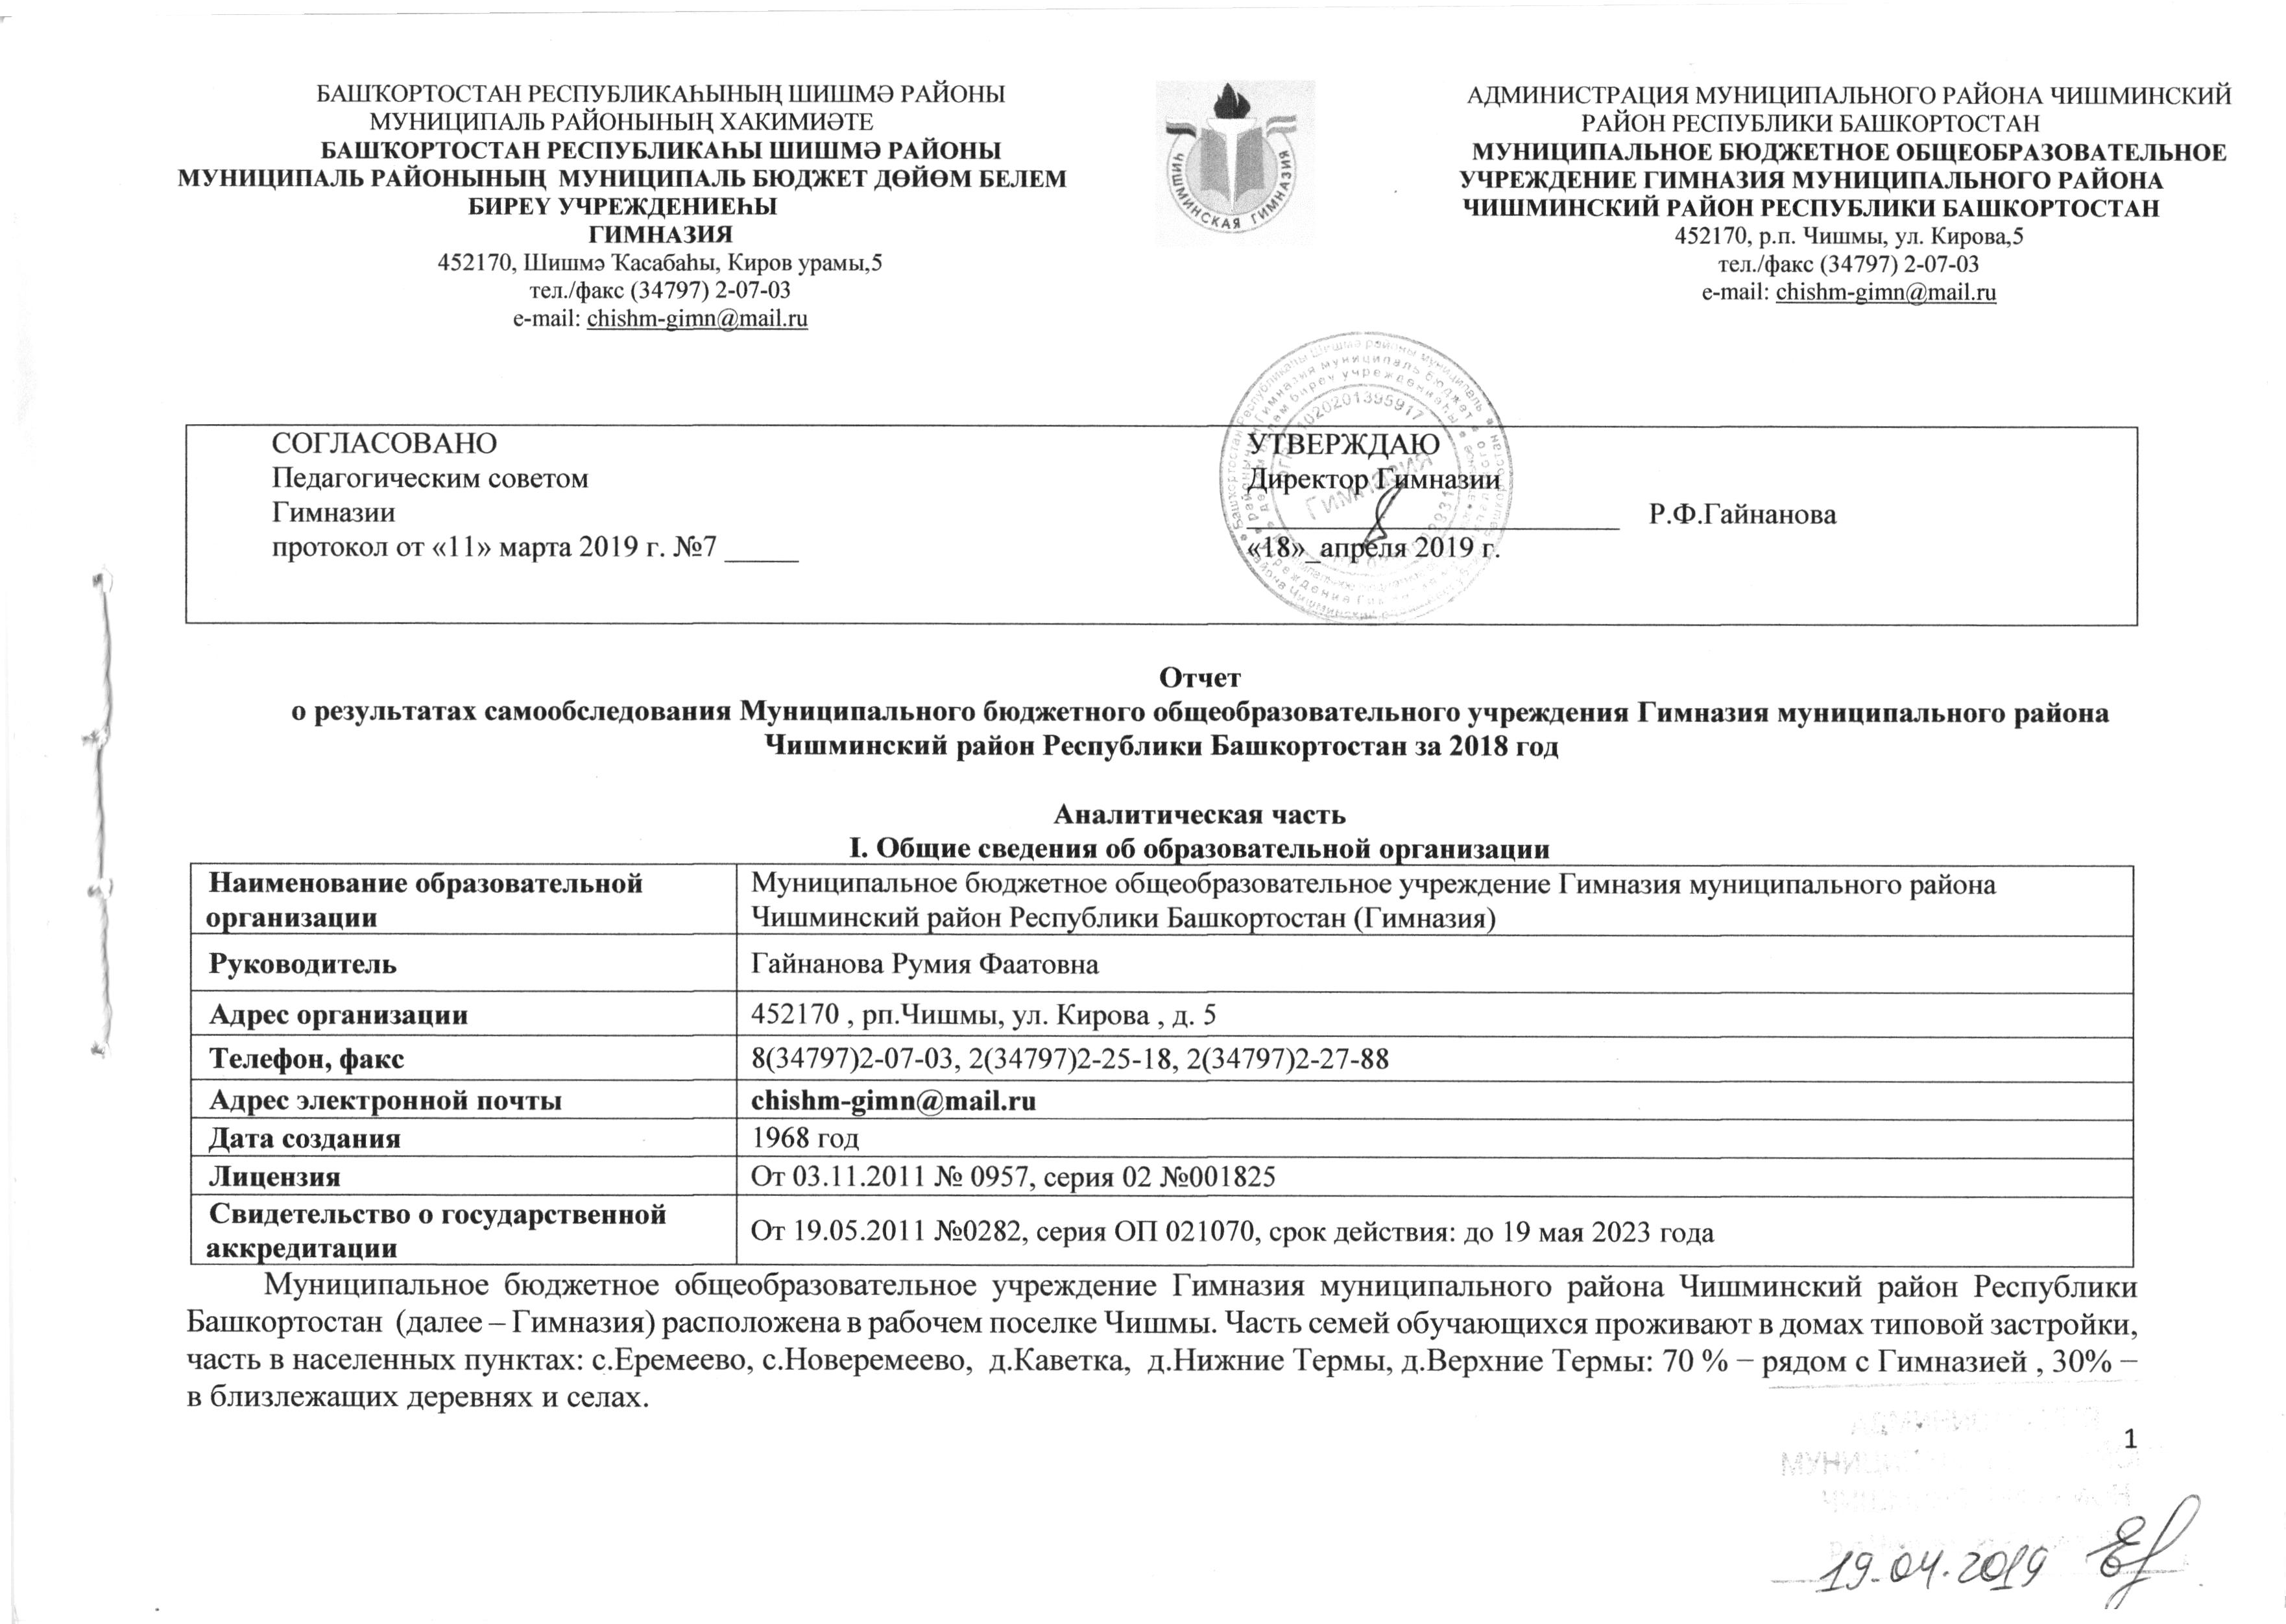 БАШҠОРТОСТАН РЕСПУБЛИКАҺЫНЫҢ ШИШМӘ РАЙОНЫ
МУНИЦИПАЛЬ РАЙОНЫНЫҢ ХАКИМИӘТЕ
БАШҠОРТОСТАН РЕСПУБЛИКАҺЫ ШИШМӘ РАЙОНЫ
МУНИЦИПАЛЬ РАЙОНЫНЫҢ МУНИЦИПАЛЬ БЮДЖЕТ ДӨЙӨМ БЕЛЕМ
БИРЕҮ УЧРЕЖДЕНИЕҺЫ
ГИМНАЗИЯ
452170, Шишмә Ҡасабаһы, Киров урамы,5
тел./факс (34797) 2-07-03
e-mail: chishm-gimn@mail.ru
ЧИШМИНСКАЯ ГИМНАЗИЯ
АДМИНИСТРАЦИЯ МУНИЦИПАЛЬНОГО РАЙОНА ЧИШМИНСКИЙ
РАЙОН РЕСПУБЛИКИ БАШКОРТОСТАН
МУНИЦИПАЛЬНОЕ БЮДЖЕТНОЕ ОБЩЕОБРАЗОВАТЕЛЬНОЕ
УЧРЕЖДЕНИЕ ГИМНАЗИЯ МУНИЦИПАЛЬНОГО РАЙОНА
ЧИШМИНСКИЙ РАЙОН РЕСПУБЛИКИ БАШКОРТОСТАН
452170, р.п. Чишмы, ул. Кирова,5
тел./факс (34797) 2-07-03
e-mail: chishm-gimn@mail.ru
СОГЛАСОВАНО
Педагогическим советом
Гимназии
протокол от «11» марта 2019 г. №7 _____
УТВЕРЖДАЮ
Директор Гимназии
_________________________ Р.Ф.Гайнанова
«18»_апреля 2019 г.
1020201395917
Гимназия
Отчет
о результатах самообследования Муниципального бюджетного общеобразовательного учреждения Гимназия муниципального района
Чишминский район Республики Башкортостан за 2018 год
Аналитическая часть
I. Общие сведения об образовательной организации
Наименование образовательной
организации
Муниципальное бюджетное общеобразовательное учреждение Гимназия муниципального района
Чишминский район Республики Башкортостан (Гимназия)
Руководитель
Гайнанова Румия Фаатовна
Адрес организации
452170 , рп.Чишмы, ул. Кирова , д. 5
Телефон, факс
8(34797)2-07-03, 2(34797)2-25-18, 2(34797)2-27-88
Адрес электронной почты
chishm-gimn@mail.ru
Дата создания
1968 год
Лицензия
От 03.11.2011 № 0957, серия 02 №001825
Свидетельство о государственной
аккредитации
От 19.05.2011 №0282, серия ОП 021070, срок действия: до 19 мая 2023 года
Муниципальное бюджетное общеобразовательное учреждение Гимназия муниципального района Чишминский район Республики
Башкортостан (далее – Гимназия) расположена в рабочем поселке Чишмы. Часть семей обучающихся проживают в домах типовой застройки,
часть в населенных пунктах: с.Еремеево, с.Новеремеево, д.Каветка, д.Нижние Термы, д.Верхние Термы: 70 % − рядом с Гимназией , 30% −
в близлежащих деревнях и селах.
1
19.04.2019